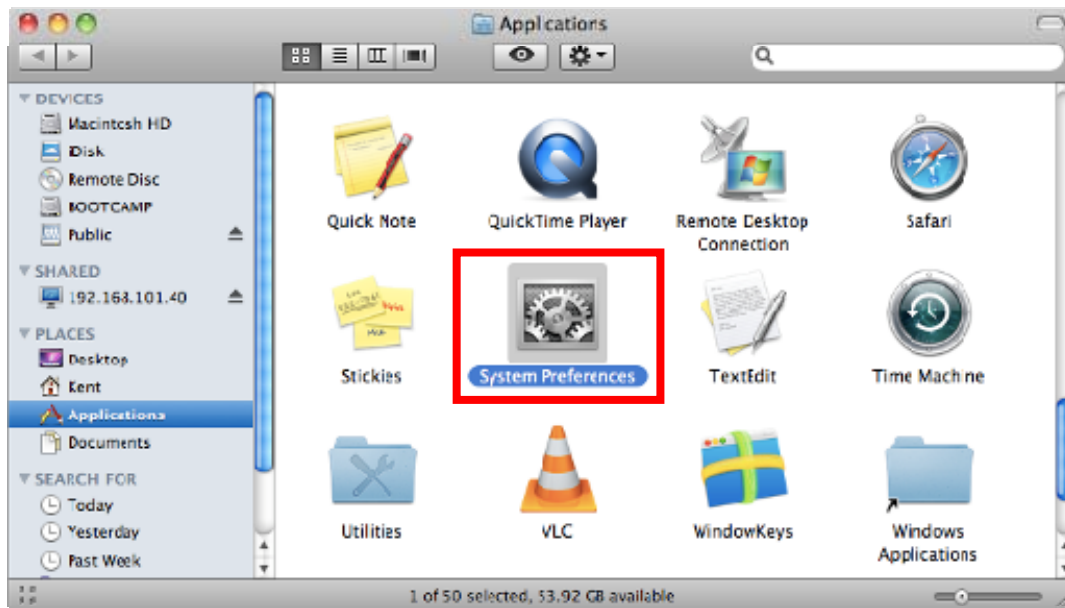 Applications
DEVICES
Macintosh HD
iDisk
Remote Disc
BOOTCAMP
Public
SHARED
192.168.101.40
PLACES
Desktop
Kent
Applications
Documents
SEARCH FOR
Today
Yesterday
Past Week
Quick Note
QuickTime Player
Remote Desktop
Connection
Safari
Stickies
System Preferences
TextEdit
Time Machine
Utilities
VLC
WindowKeys
Windows
Applications
1 of 50 selected, 53.92 GB available